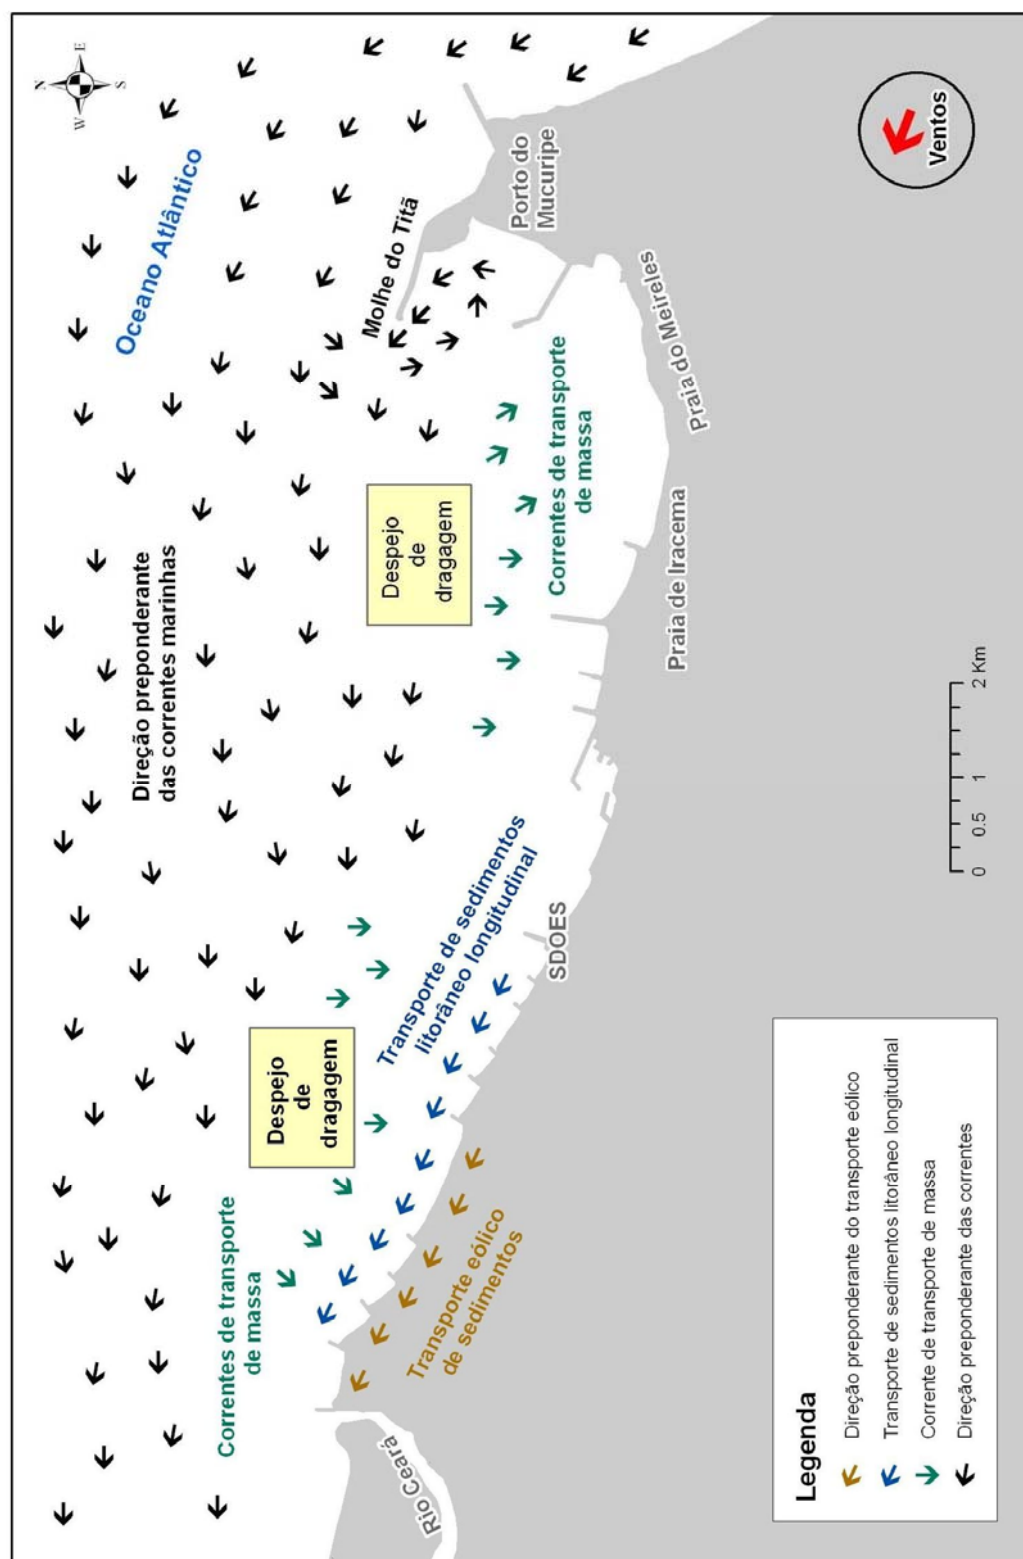 N
E
S
W
Oceano Atlântico
Direção preponderante
das correntes marinhas
Molhe do Titã
Porto do
Mucuripe
Praia do Meireles
Praia de Iracema
Correntes de transporte
de massa
Despejo
de
dragagem
Transporte de sedimentos
litorâneo longitudinal
SDOES
Despejo
de
dragagem
Correntes de transporte
de massa
Transporte eólico
de sedimentos
Rio Ceará
Ventos
0 0.5 1 2 Km
Legenda
Direção preponderante do transporte eólico
Transporte de sedimentos litorâneo longitudinal
Corrente de transporte de massa
Direção preponderante das correntes